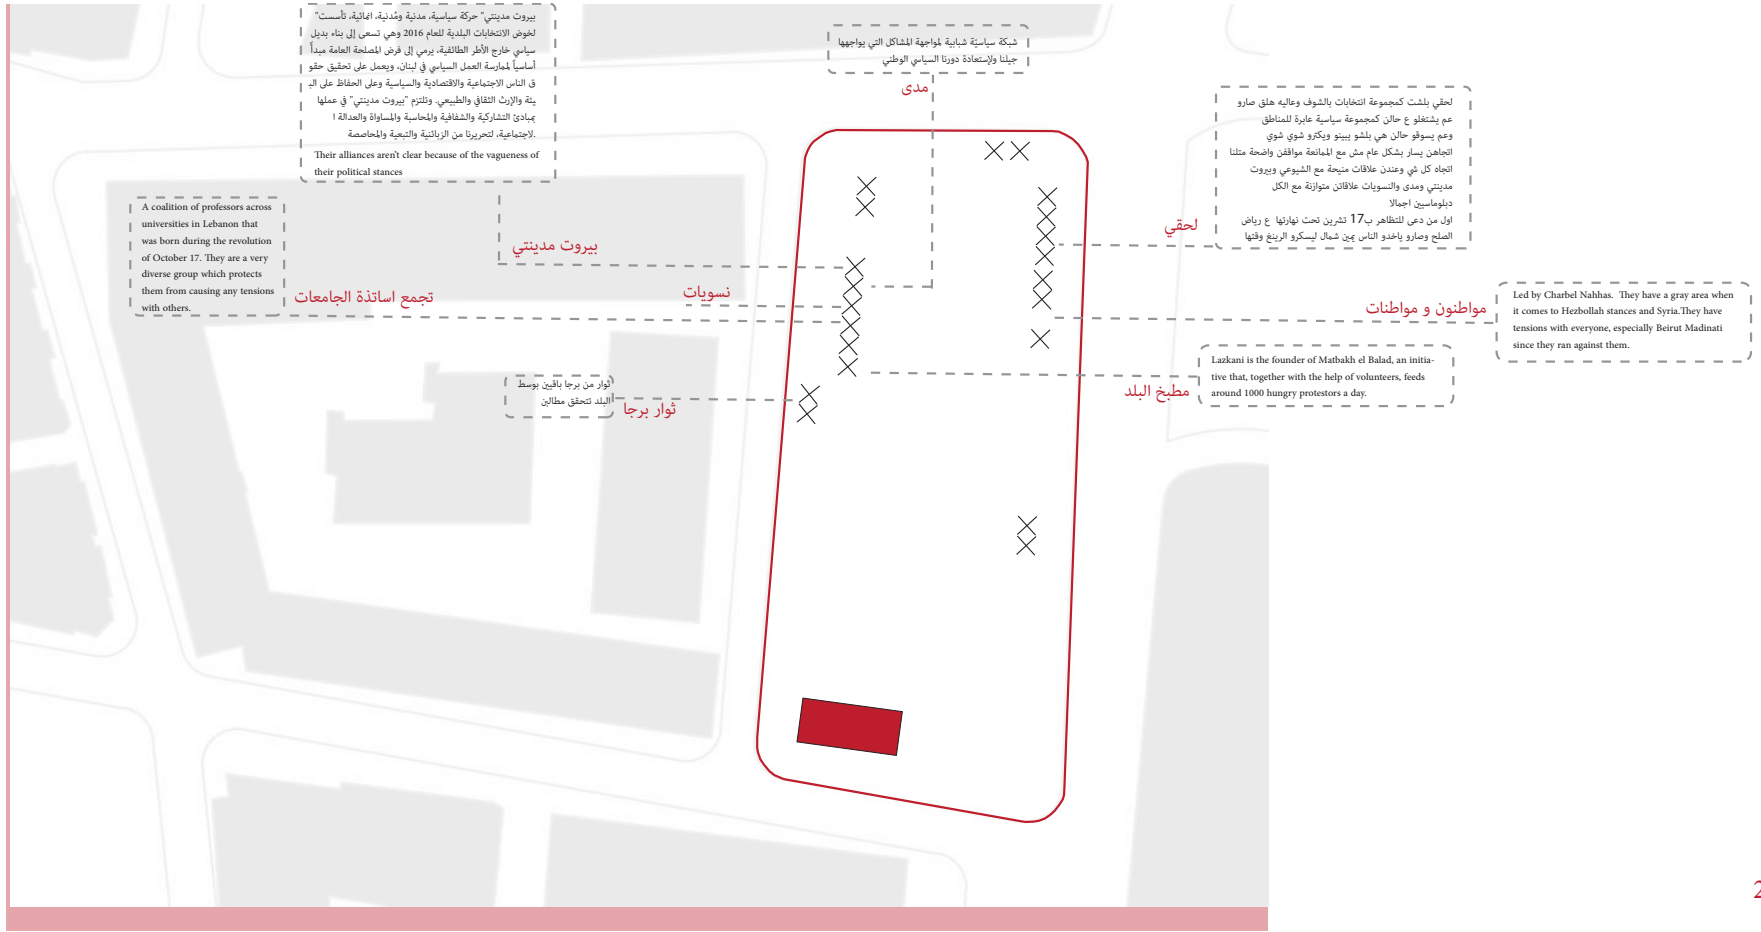 بيروت مدينتي" حركة سياسية، مدنية ومُدنية، انمائية، تأسست"
لخوض الانتخابات البلدية للعام 2016 وهي تسعى إلى بناء بديل
سياسي خارج الأطر الطائفية، يرمي إلى فرض المصلحة العامة مبدأً
أساسياً لممارسة العمل السياسي في لبنان، ويعمل على تحقيق حقو
ق الناس الاجتماعية والاقتصادية والسياسية وعلى الحفاظ على الب
يئة والإرث الثقافي والطبيعي. وتلتزم "بيروت مدينتي" في عملها
بمبادئ التشاركية والشفافية والمحاسبة والمساواة والعدالة ا
.لاجتماعية، لتحريرنا من الزبائنية والتبعية والمحاصصة
Their alliances aren't clear because of the vagueness of
their political stances
بيروت مدينتي
شبكة سياسيّة شبابية لمواجهة المشاكل التي يواجهها
جيلنا ولإستعادة دورنا السياسي الوطني
مدى
لحقي بلشت كمجموعة انتخابات بالشوف وعاليه هلق صارو
عم يشتغلو ع حالن كمجموعة سياسية عابرة للمناطق
وعم يسوقو حالن هي بلشو يبينو ويكترو شوي شوي
اتجاهن يسار بشكل عام مش مع الممانعة مواقفن واضحة متلنا
اتجاه كل شي وعندن علاقات منيحة مع الشيوعي وبيروت
مدينتي ومدى والنسويات علاقاتن متوازنة مع الكل
دبلوماسيين اجمالا
اول من دعى للتظاهر ب17 تشرين تحت نهارتها ع رياض
الصلح وصارو ياخدو الناس يمين شمال ليسكرو الرينغ وقتها
لحقي
A coalition of professors across
universities in Lebanon that
was born during the revolution
of October 17. They are a very
diverse group which protects
them from causing any tensions
with others.
تجمع اساتذة الجامعات
نسويات
مواطنون و مواطنات
Led by Charbel Nahhas. They have a gray area when
it comes to Hezbollah stances and Syria.They have
tensions with everyone, especially Beirut Madinati
since they ran against them.
Lazkani is the founder of Matbakh el Balad, an initia-
tive that, together with the help of volunteers, feeds
around 1000 hungry protestors a day.
مطبخ البلد
ثوار من برجا باقيين بوسط
البلد تتحقق مطالبن
ثوار برجا
2